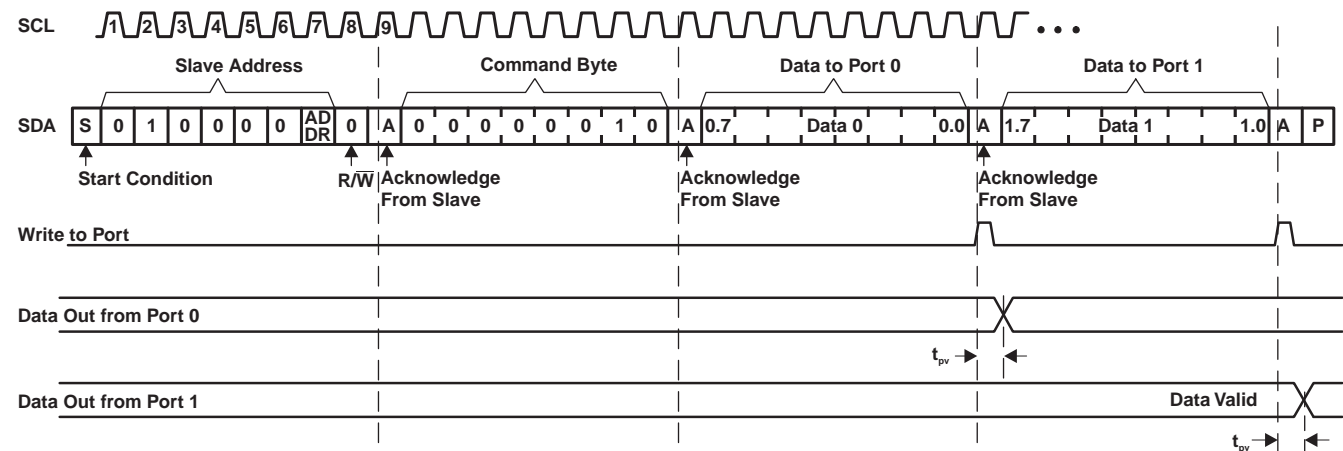 SCL 1 2 3 4 5 6 7 8 9 • • •
Slave Address Command Byte Data to Port 0 Data to Port 1
SDA S 0 1 0 0 0 0 AD DR 0 A 0 0 0 0 0 0 1 0 A 0.7 Data 0 0.0 A 1.7 Data 1 1.0 A P
Start Condition R/W̅ Acknowledge From Slave Acknowledge From Slave Acknowledge From Slave
Write to Port
Data Out from Port 0
tpv
Data Out from Port 1 Data Valid
tpv